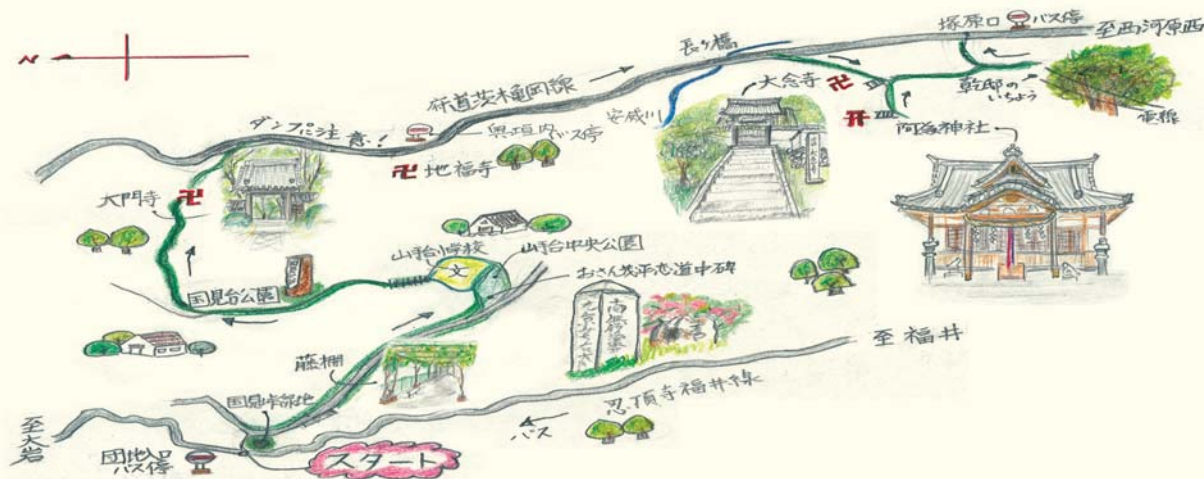 N
塚原口
バス停
至西河原西
長ヶ橋
大念寺
乾邸の
いちょう
電線
府道茨木亀岡線
安威川
阿為神社
ダンプに注意!
奥垣内バス停
地福寺
大門寺
山手台小学校
文
山手台中央公園
おさん茂平恋道中碑
国見台公園
至福井
藤棚
忍頂寺福井線
バス
至大岩
団地入口
バス停
スタート